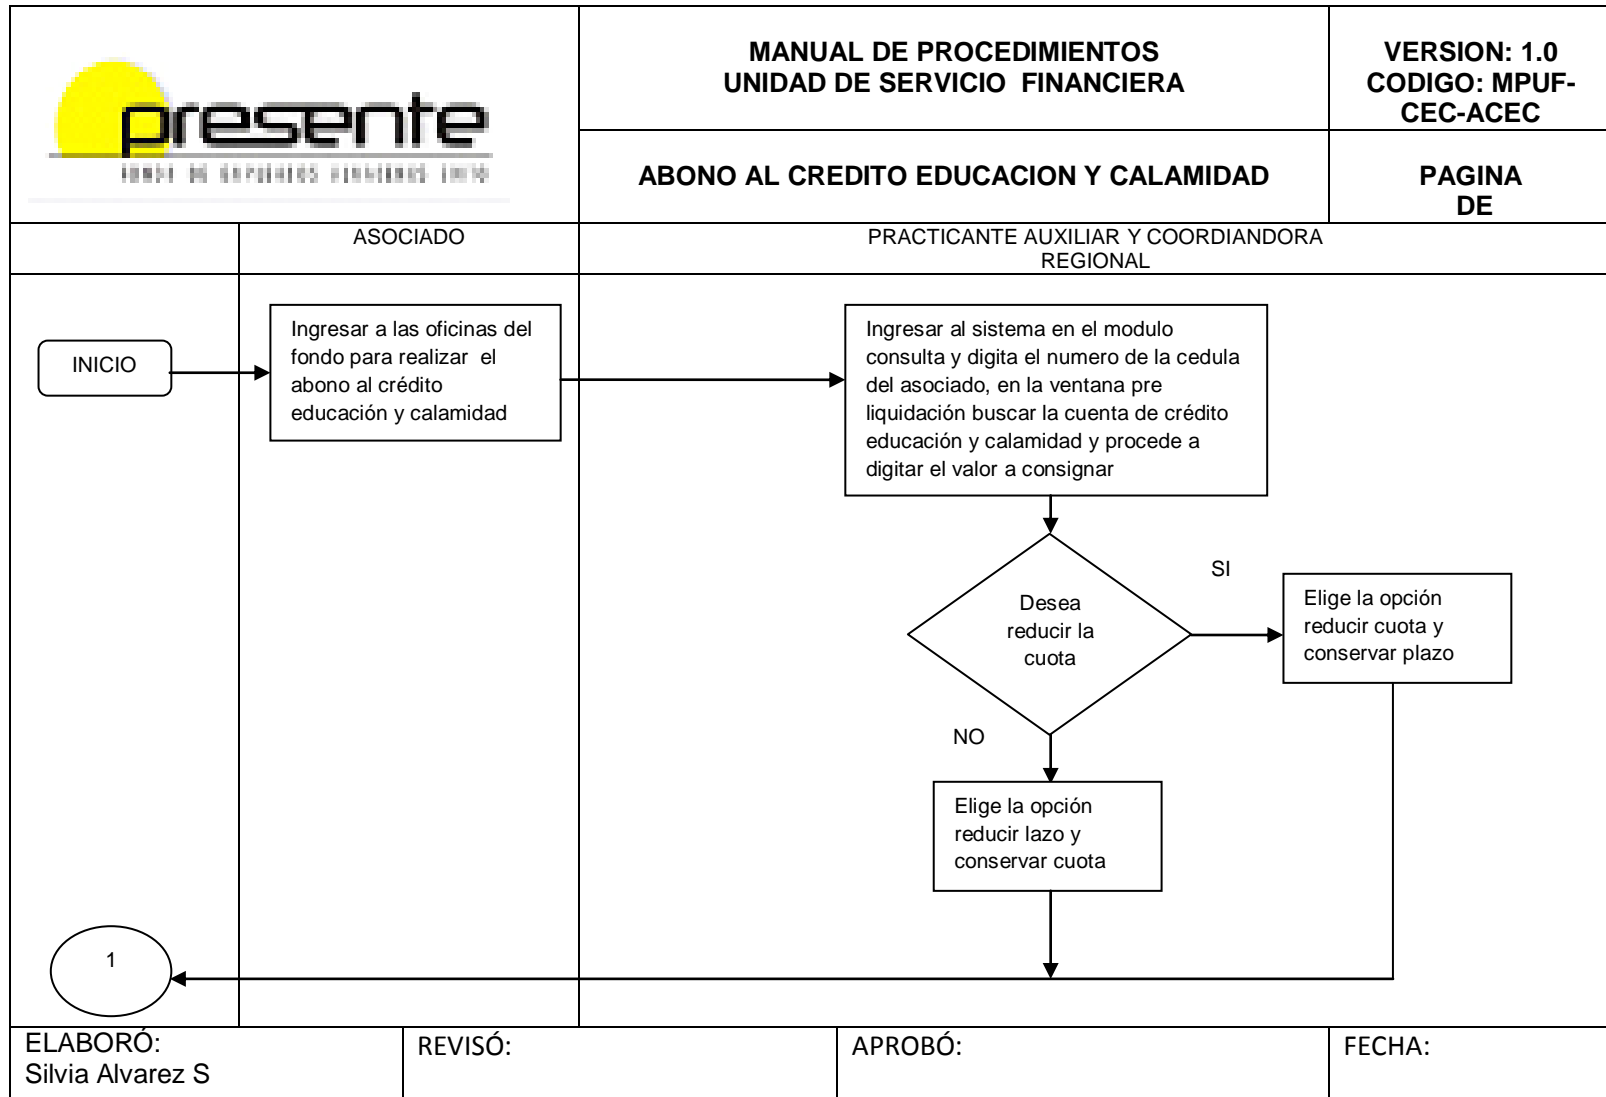 presente
MANUAL DE PROCEDIMIENTOS
UNIDAD DE SERVICIO FINANCIERA
VERSION: 1.0
CODIGO: MPUF-
CEC-ACEC
ABONO AL CREDITO EDUCACION Y CALAMIDAD
PAGINA
DE
ASOCIADO
PRACTICANTE AUXILIAR Y COORDIANDORA
REGIONAL
INICIO
Ingresar a las oficinas del
fondo para realizar el
abono al crédito
educación y calamidad
Ingresar al sistema en el modulo
consulta y digita el numero de la cedula
del asociado, en la ventana pre
liquidación buscar la cuenta de crédito
educación y calamidad y procede a
digitar el valor a consignar
Desea
reducir la
cuota
SI
Elige la opción
reducir cuota y
conservar plazo
NO
Elige la opción
reducir lazo y
conservar cuota
1
ELABORÓ:
Silvia Alvarez S
REVISÓ:
APROBÓ:
FECHA: